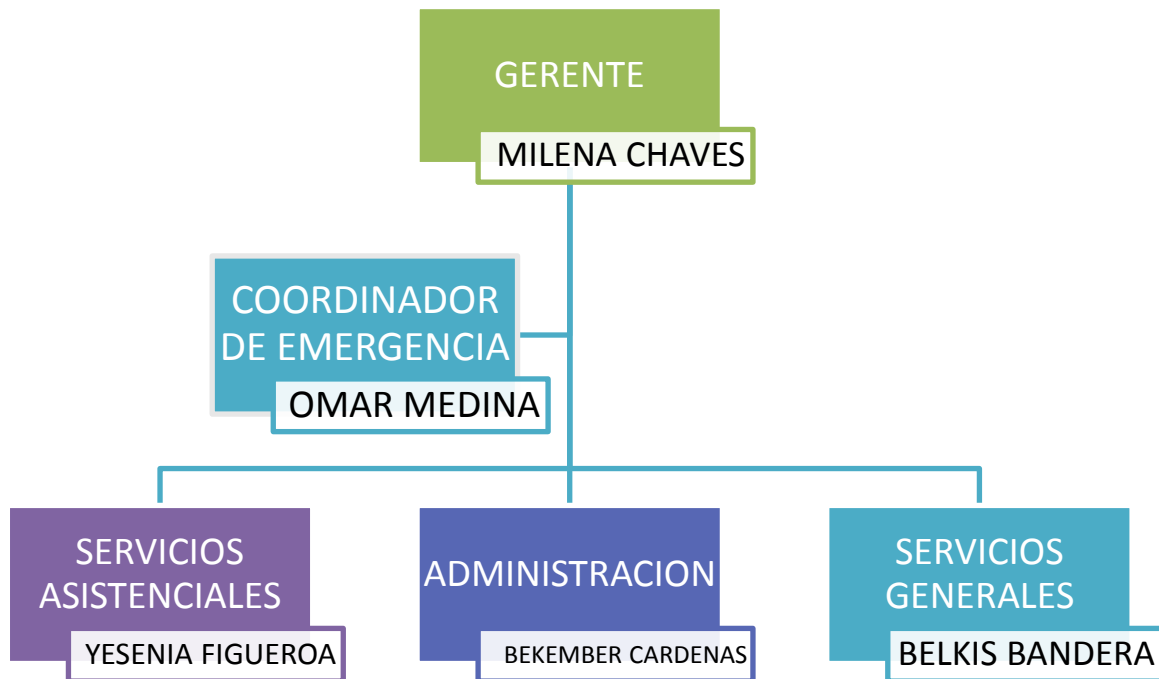 GERENTE
MILENA CHAVES
COORDINADOR
DE EMERGENCIA
OMAR MEDINA
SERVICIOS
ASISTENCIALES
YESENIA FIGUEROA
ADMINISTRACION
BEKEMBER CARDENAS
SERVICIOS
GENERALES
BELKIS BANDERA